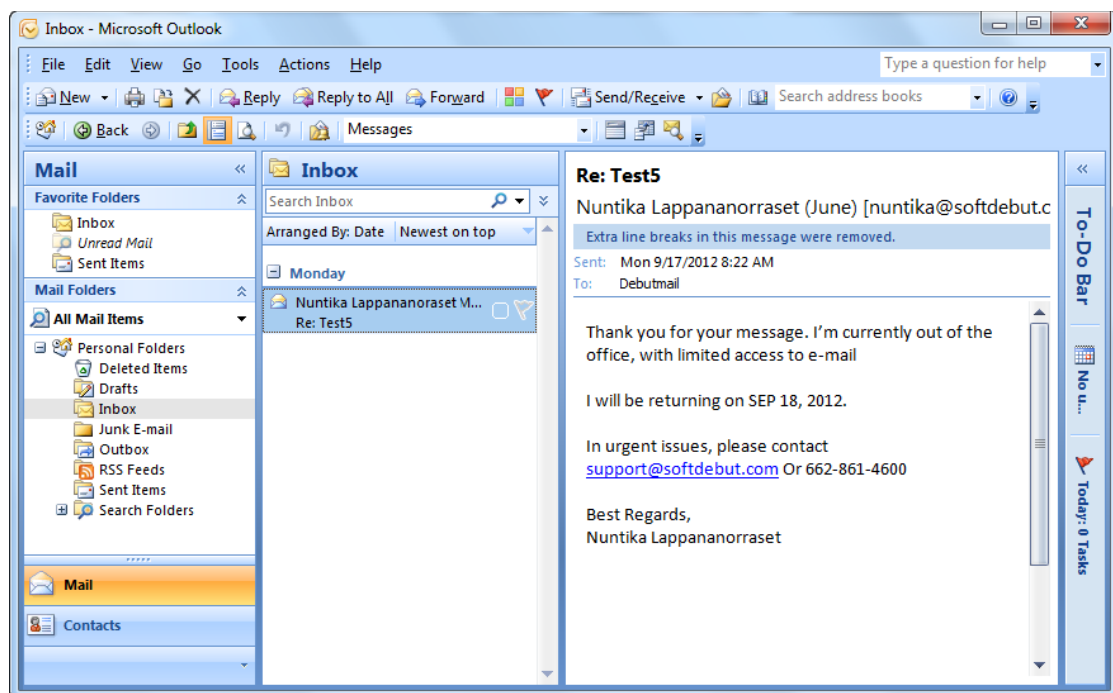 Inbox - Microsoft Outlook
File Edit View Go Tools Actions Help
Type a question for help
New Reply Reply to All Forward Send/Receive Search address books
Back Messages
Mail «
Favorite Folders
Inbox
Unread Mail
Sent Items
Mail Folders
All Mail Items
Personal Folders
Deleted Items
Drafts
Inbox
Junk E-mail
Outbox
RSS Feeds
Sent Items
Search Folders
Mail
Contacts
Inbox
Search Inbox
Arranged By: Date Newest on top
Monday
Nuntika Lappananoraset M...
Re: Test5
Re: Test5
Nuntika Lappananorraset (June) [nuntika@softdebut.c
Extra line breaks in this message were removed.
Sent: Mon 9/17/2012 8:22 AM
To: Debutmail
Thank you for your message. I’m currently out of the
office, with limited access to e-mail
I will be returning on SEP 18, 2012.
In urgent issues, please contact
support@softdebut.com Or 662-861-4600
Best Regards,
Nuntika Lappananorraset
«
To-Do Bar
No u...
Today: 0 Tasks